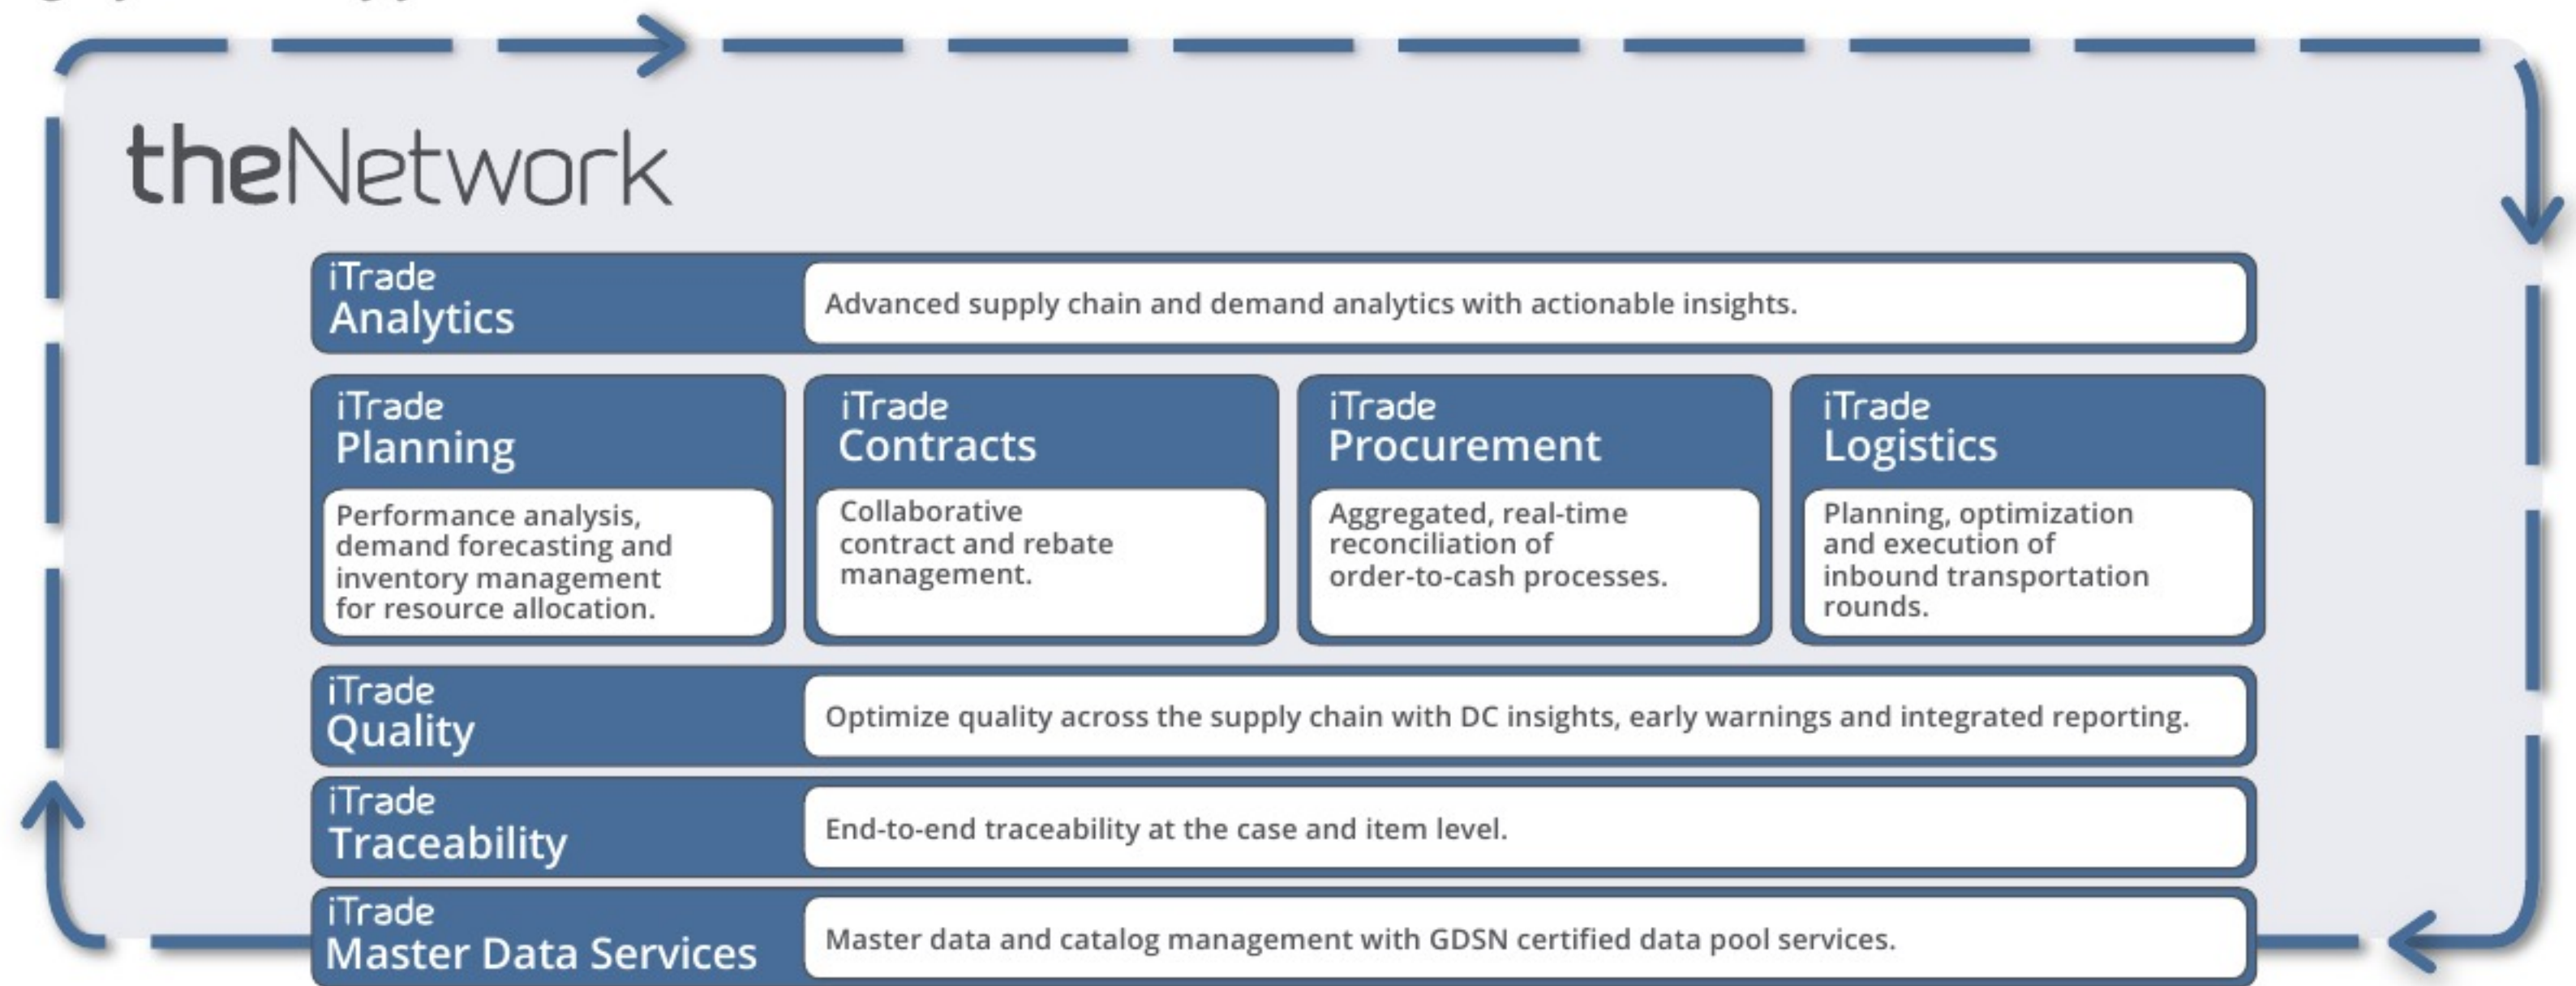 theNetwork
iTrade
Analytics
Advanced supply chain and demand analytics with actionable insights.
iTrade
Planning
Performance analysis,
demand forecasting and
inventory management
for resource allocation.
iTrade
Contracts
Collaborative
contract and rebate
management.
iTrade
Procurement
Aggregated, real-time
reconciliation of
order-to-cash processes.
iTrade
Logistics
Planning, optimization
and execution of
inbound transportation
rounds.
iTrade
Quality
Optimize quality across the supply chain with DC insights, early warnings and integrated reporting.
iTrade
Traceability
End-to-end traceability at the case and item level.
iTrade
Master Data Services
Master data and catalog management with GDSN certified data pool services.